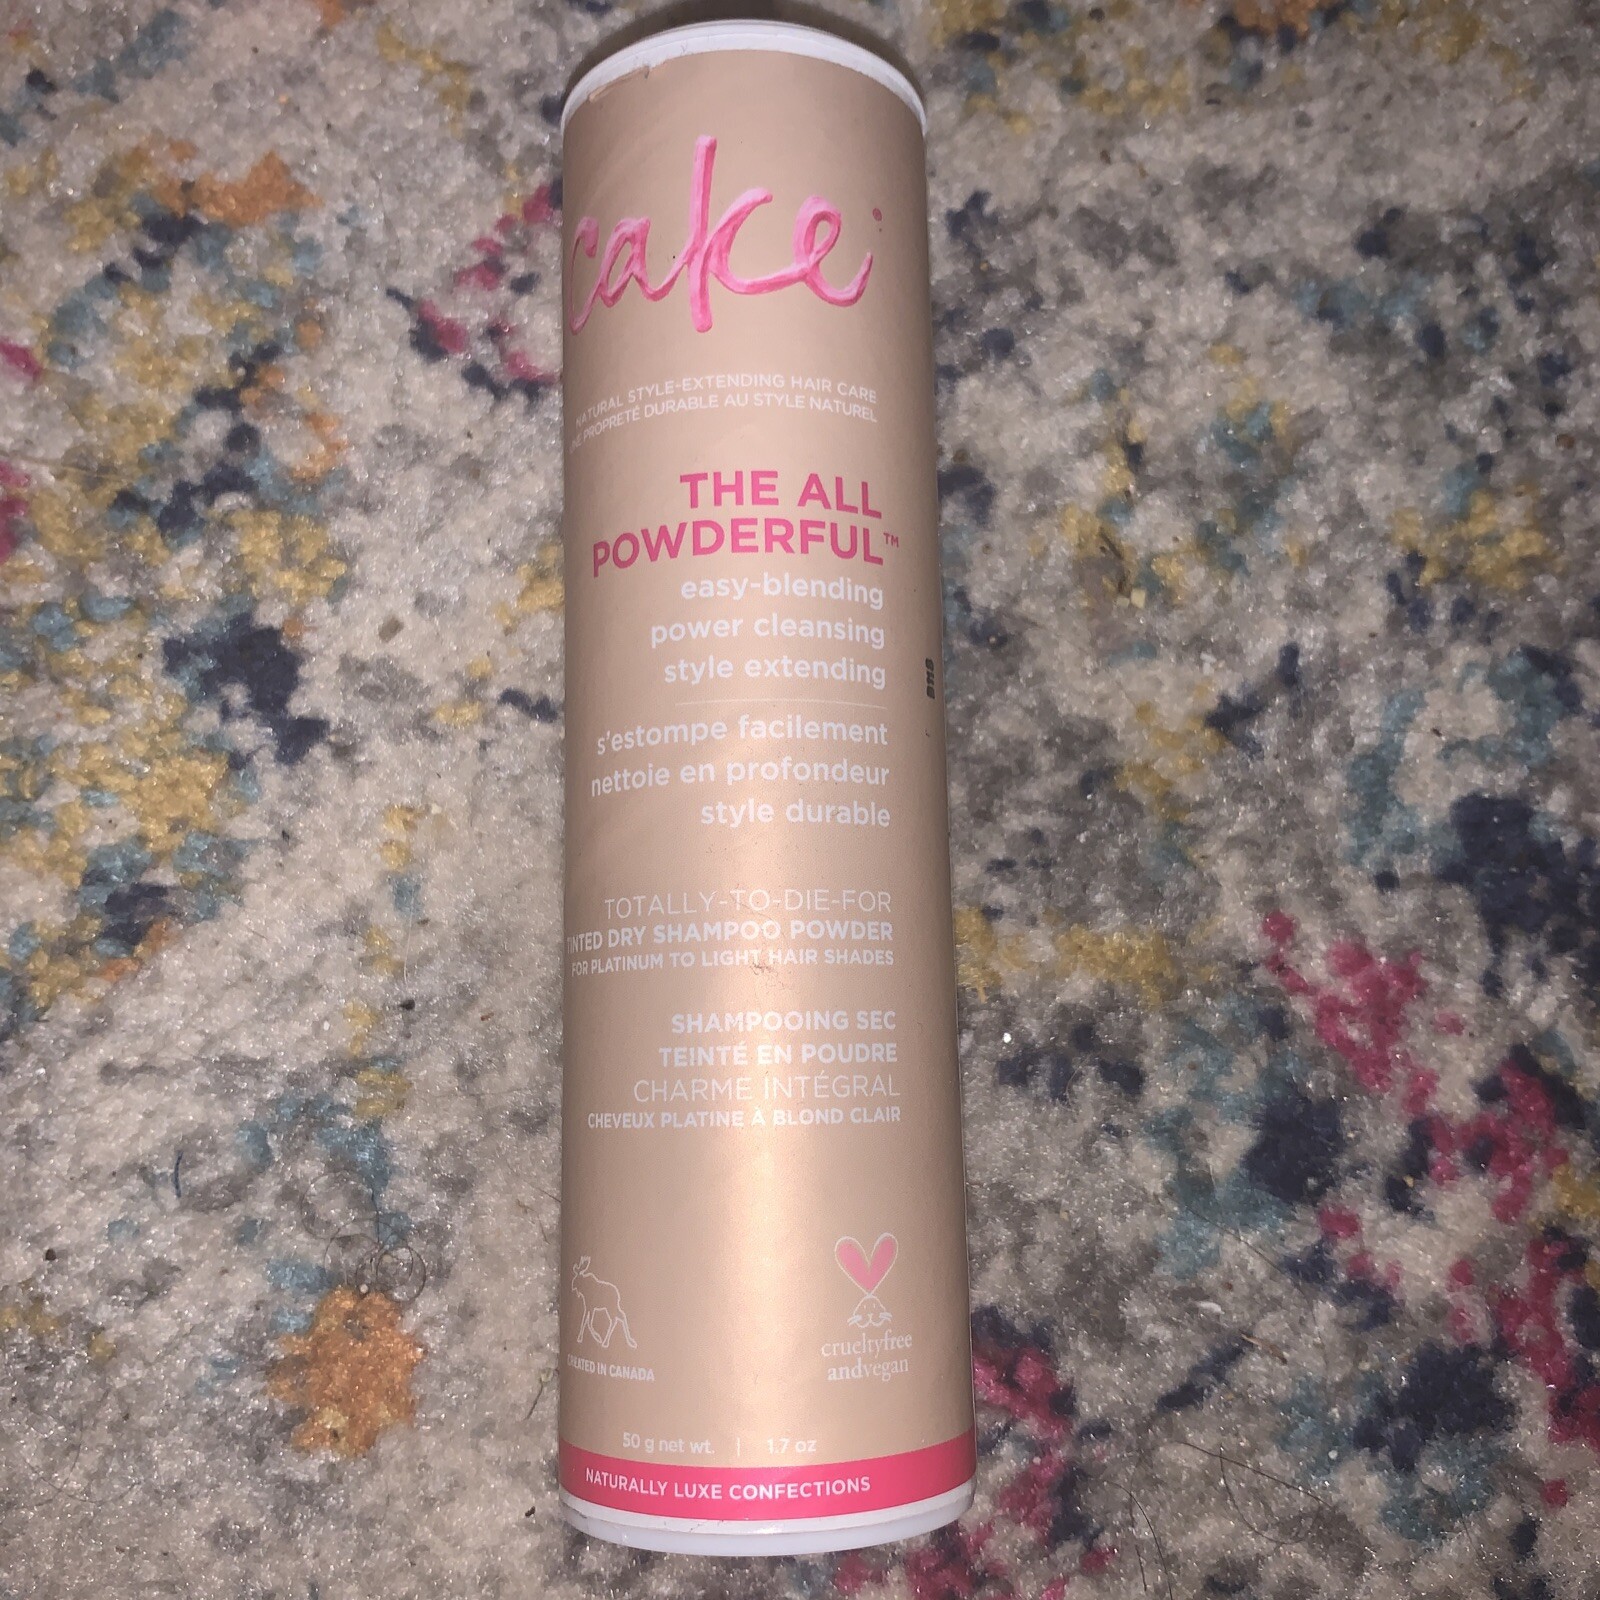 cake®
NATURAL STYLE-EXTENDING HAIR CARE
PROPRETÉ DURABLE AU STYLE NATUREL
THE ALL
POWDERFUL™
easy-blending
power cleansing
style extending
s'estompe facilement
nettoie en profondeur
style durable
TOTALLY-TO-DIE-FOR
TINTED DRY SHAMPOO POWDER
FOR PLATINUM TO LIGHT HAIR SHADES
SHAMPOOING SEC
TEINTÉ EN POUDRE
CHARME INTÉGRAL
CHEVEUX PLATINE À BLOND CLAIR
CREATED IN CANADA
crueltyfree
andvegan
50 g net wt. | 1.7 oz
NATURALLY LUXE CONFECTIONS